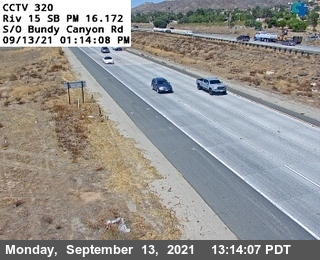 CCTV 320
Riv 15 SB PM 16.172
S/O Bundy Canyon Rd
09/13/21 01:14:08 PM
Monday, September 13, 2021 13:14:07 PDT